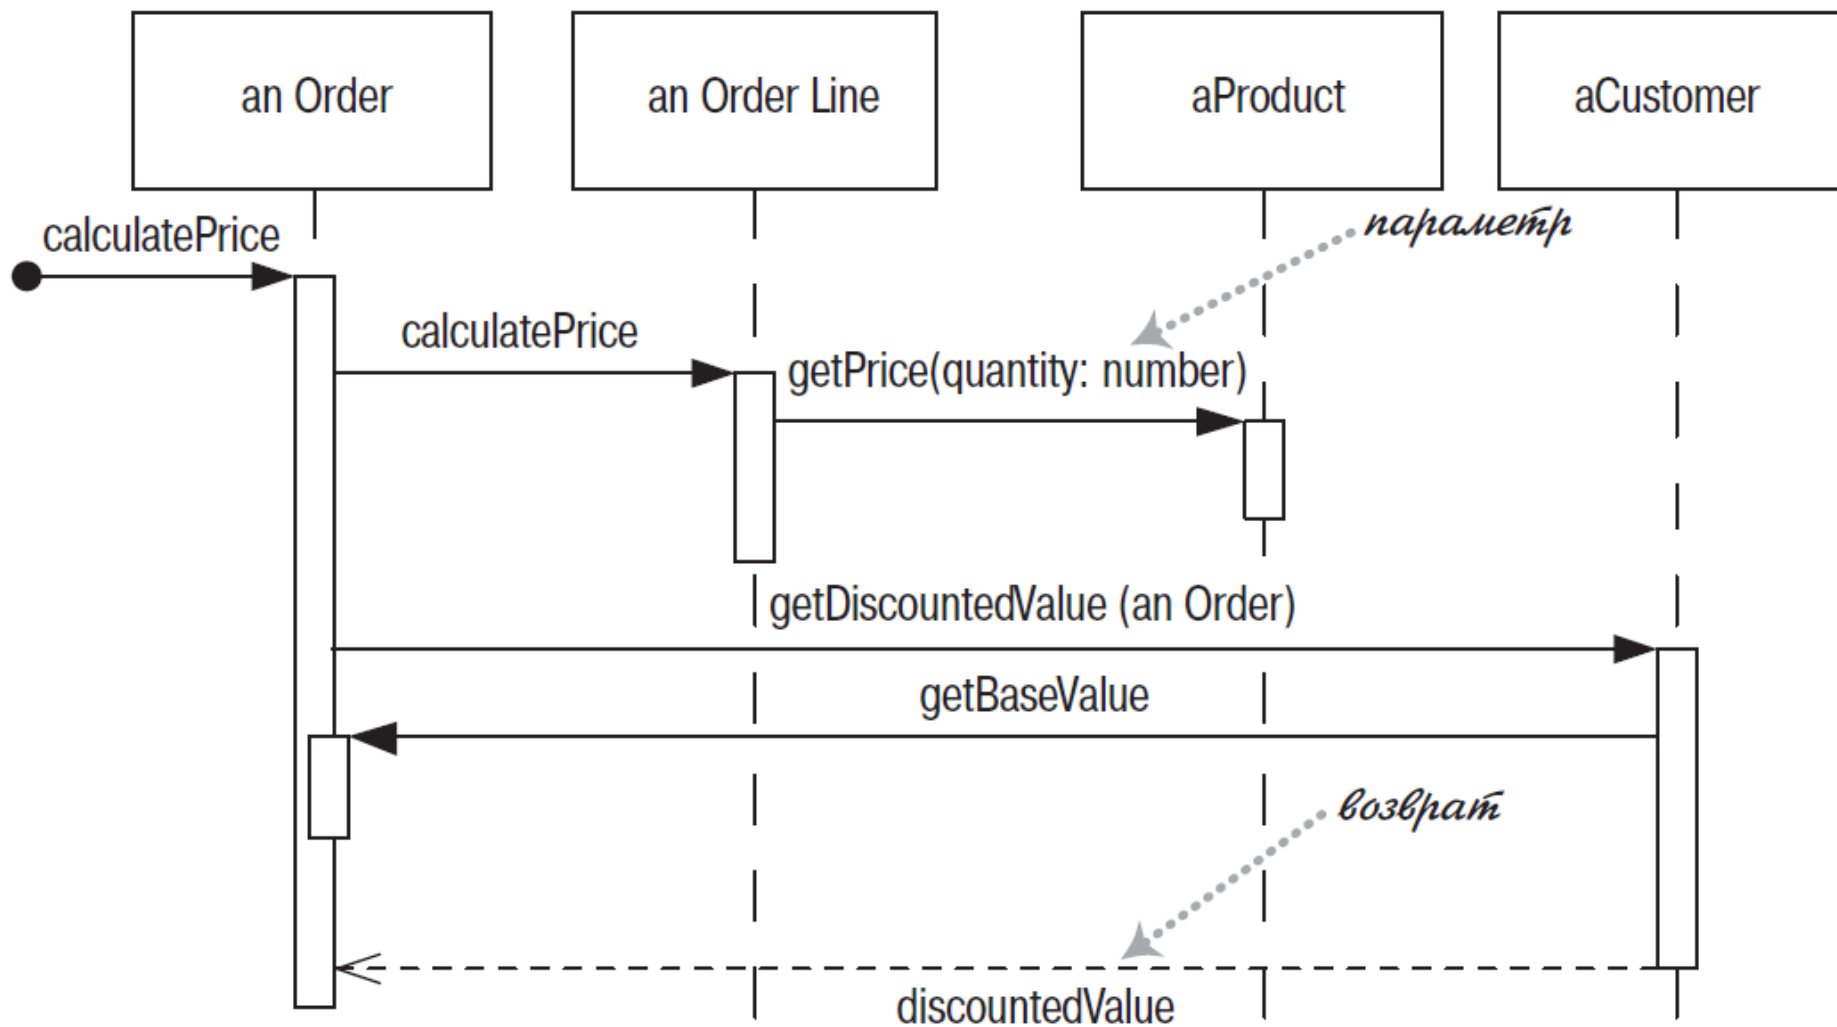 an Order
an Order Line
aProduct
aCustomer
calculatePrice
параметр
calculatePrice
getPrice(quantity: number)
getDiscountedValue (an Order)
getBaseValue
возврат
discountedValue